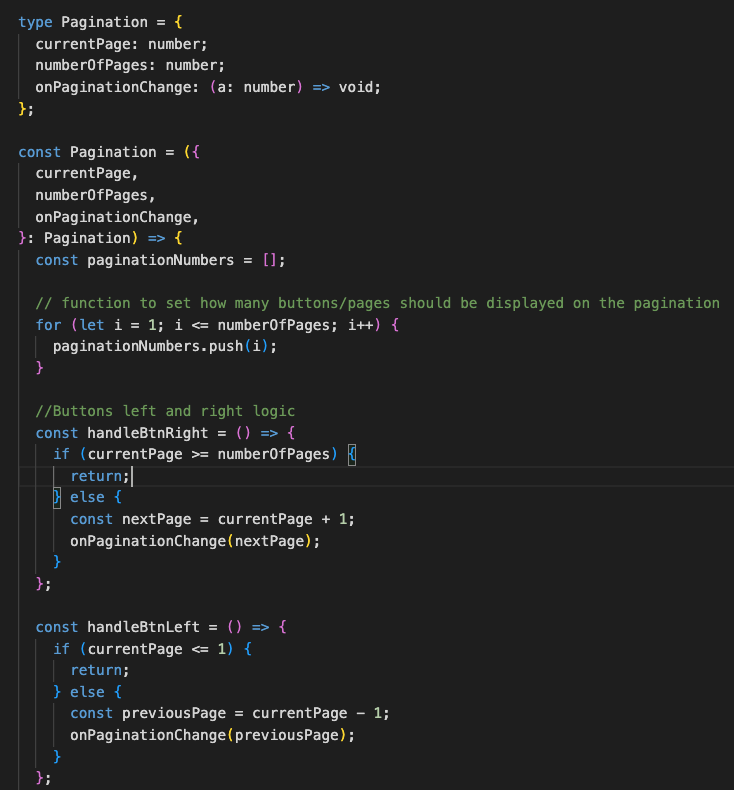 type Pagination = {
  currentPage: number;
  numberOfPages: number;
  onPaginationChange: (a: number) => void;
};

const Pagination = ({
  currentPage,
  numberOfPages,
  onPaginationChange,
}: Pagination) => {
  const paginationNumbers = [];

  // function to set how many buttons/pages should be displayed on the pagination
  for (let i = 1; i <= numberOfPages; i++) {
    paginationNumbers.push(i);
  }

  //Buttons left and right logic
  const handleBtnRight = () => {
    if (currentPage >= numberOfPages) {
      return;
    } else {
      const nextPage = currentPage + 1;
      onPaginationChange(nextPage);
    }
  };

  const handleBtnLeft = () => {
    if (currentPage <= 1) {
      return;
    } else {
      const previousPage = currentPage - 1;
      onPaginationChange(previousPage);
    }
  };